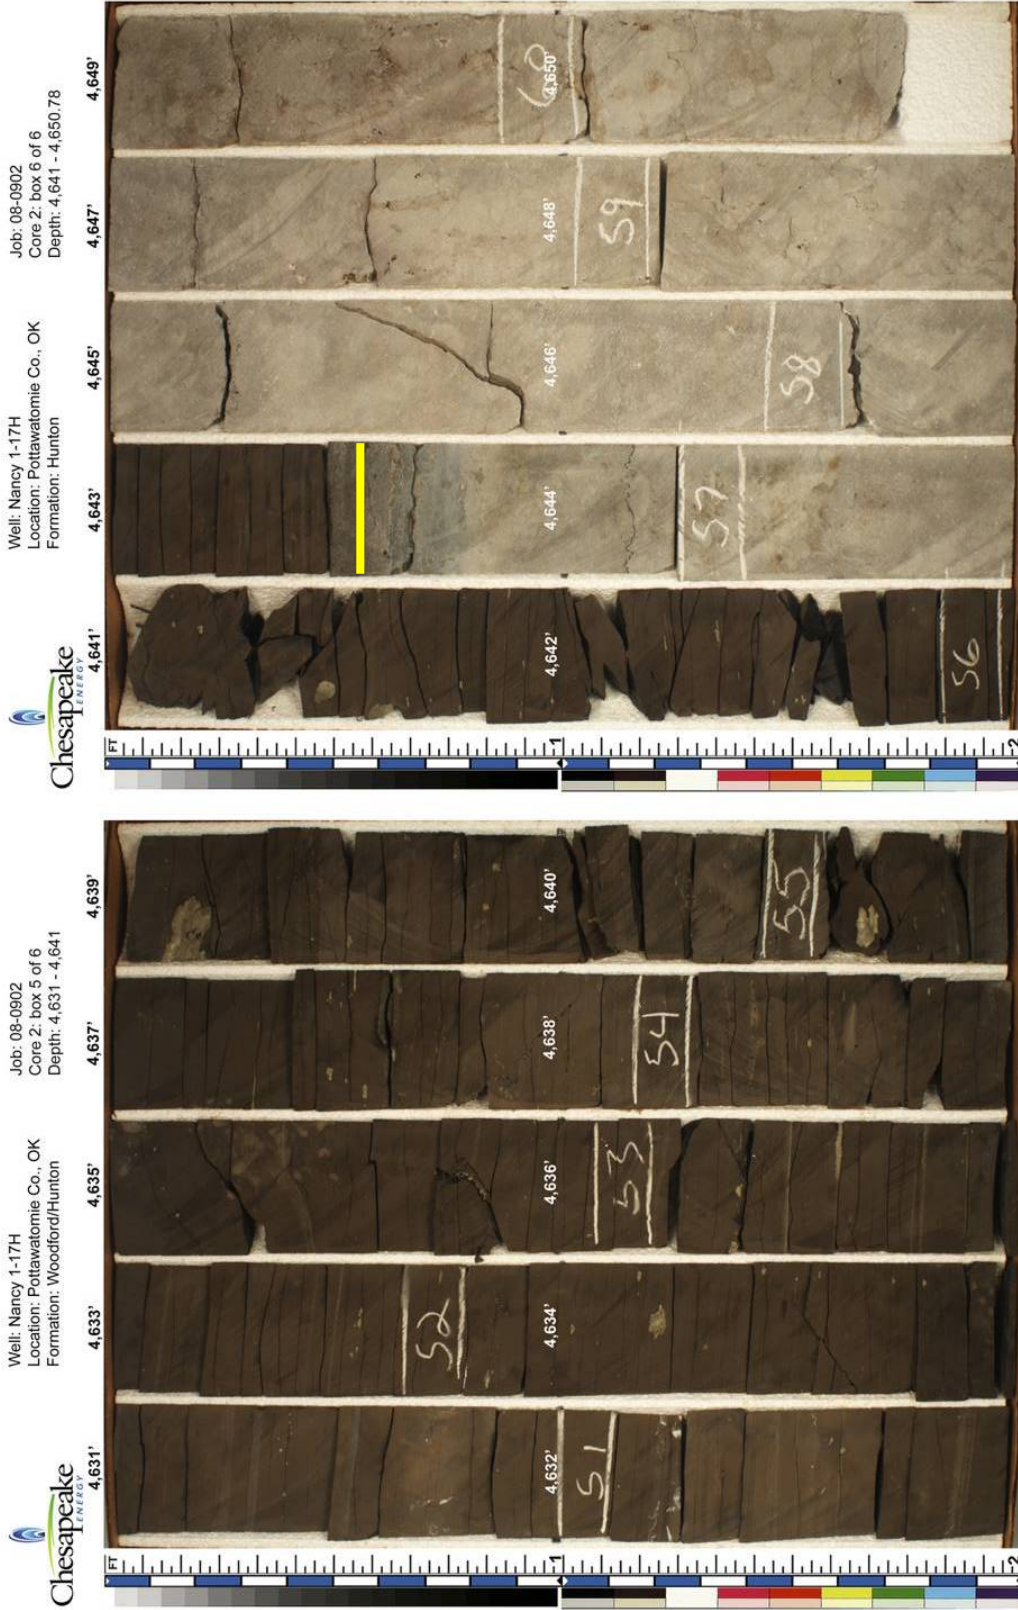 Chesapeake
ENERGY
Well: Nancy 1-17H
Location: Pottawatomie Co., OK
Formation: Woodford/Hunton
Job: 08-0902
Core 2: box 5 of 6
Depth: 4,631 - 4,641
4,631' 4,633' 4,635' 4,637' 4,639'
FT
1
2
4,632' 4,634' 4,636' 4,638' 4,640'
51
52
53
54
55
Chesapeake
ENERGY
Well: Nancy 1-17H
Location: Pottawatomie Co., OK
Formation: Hunton
Job: 08-0902
Core 2: box 6 of 6
Depth: 4,641 - 4,650.78
4,641' 4,643' 4,645' 4,647' 4,649'
FT
1
2
4,642' 4,644' 4,646' 4,648' 4,650'
56
57
58
59
60